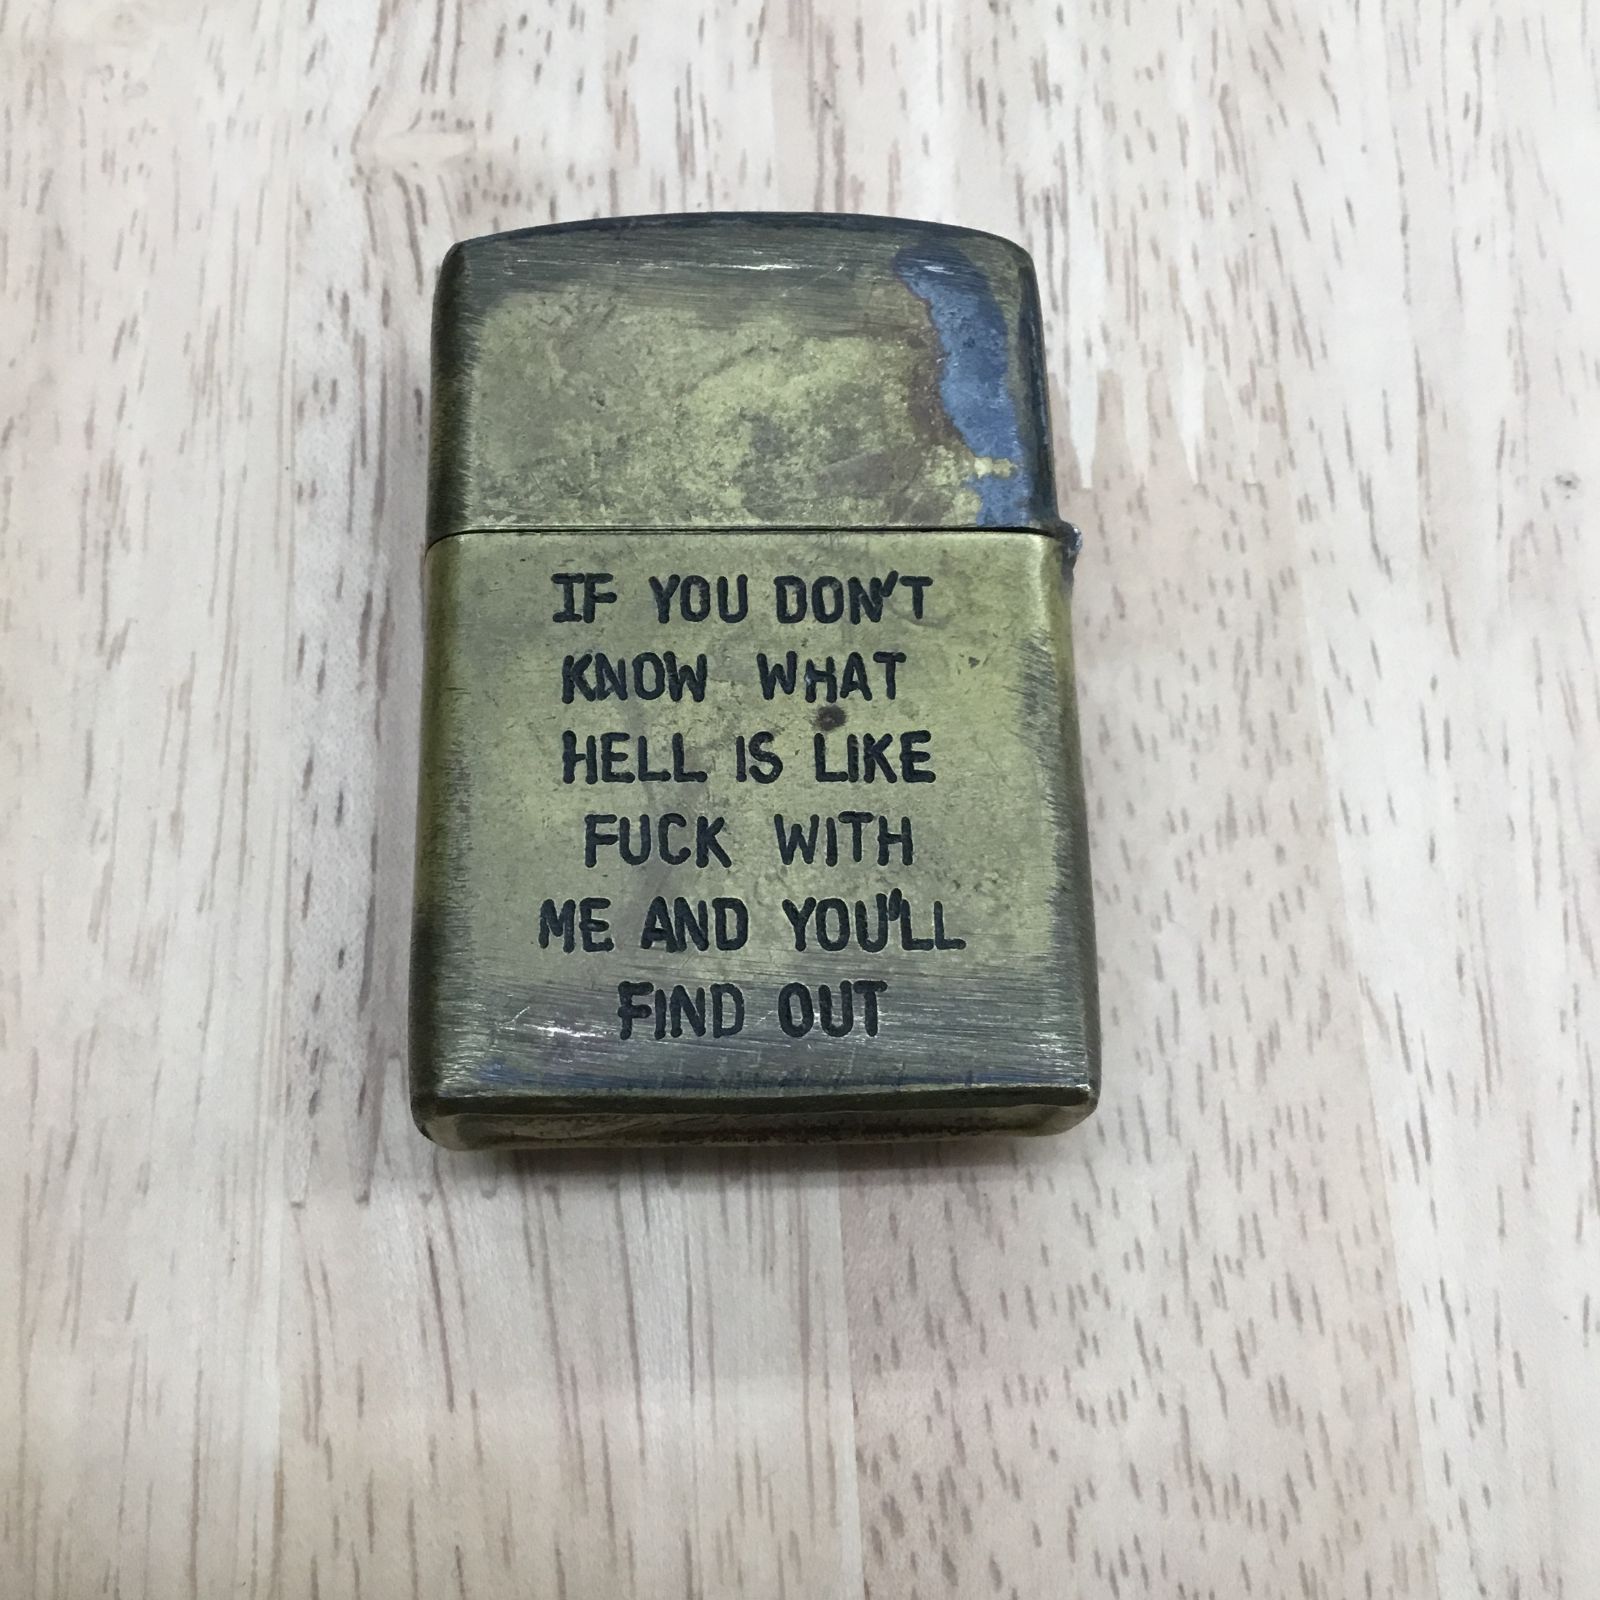 IF YOU DON'T
KNOW WHAT
HELL IS LIKE
FUCK WITH
ME AND YOU'LL
FIND OUT